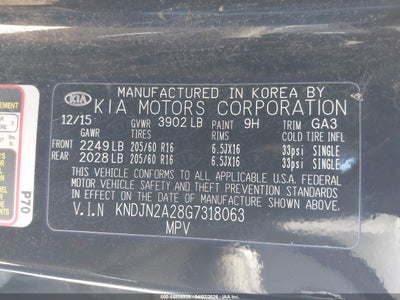 MANUFACTURED IN KOREA BY
KIA KIA MOTORS CORPORATION
12/15 GVWR 3902 LB PAINT 9H TRIM GA3
GAWR TIRES RIMS COLD TIRE INFL
FRONT 2249 LB 205/60 R16 6.5JX16 33psi SINGLE
REAR 2028 LB 205/60 R16 6.5JX16 33psi SINGLE
THIS VEHICLE CONFORMS TO ALL APPLICABLE U.S.A. FEDERAL
MOTOR VEHICLE SAFETY, BUMPER, AND THEFT PREVENTION STANDARDS
IN EFFECT ON THE DATE OF MANUFACTURE SHOWN ABOVE.
V.I.N KNDJN2A28G7318063
MPV
P70